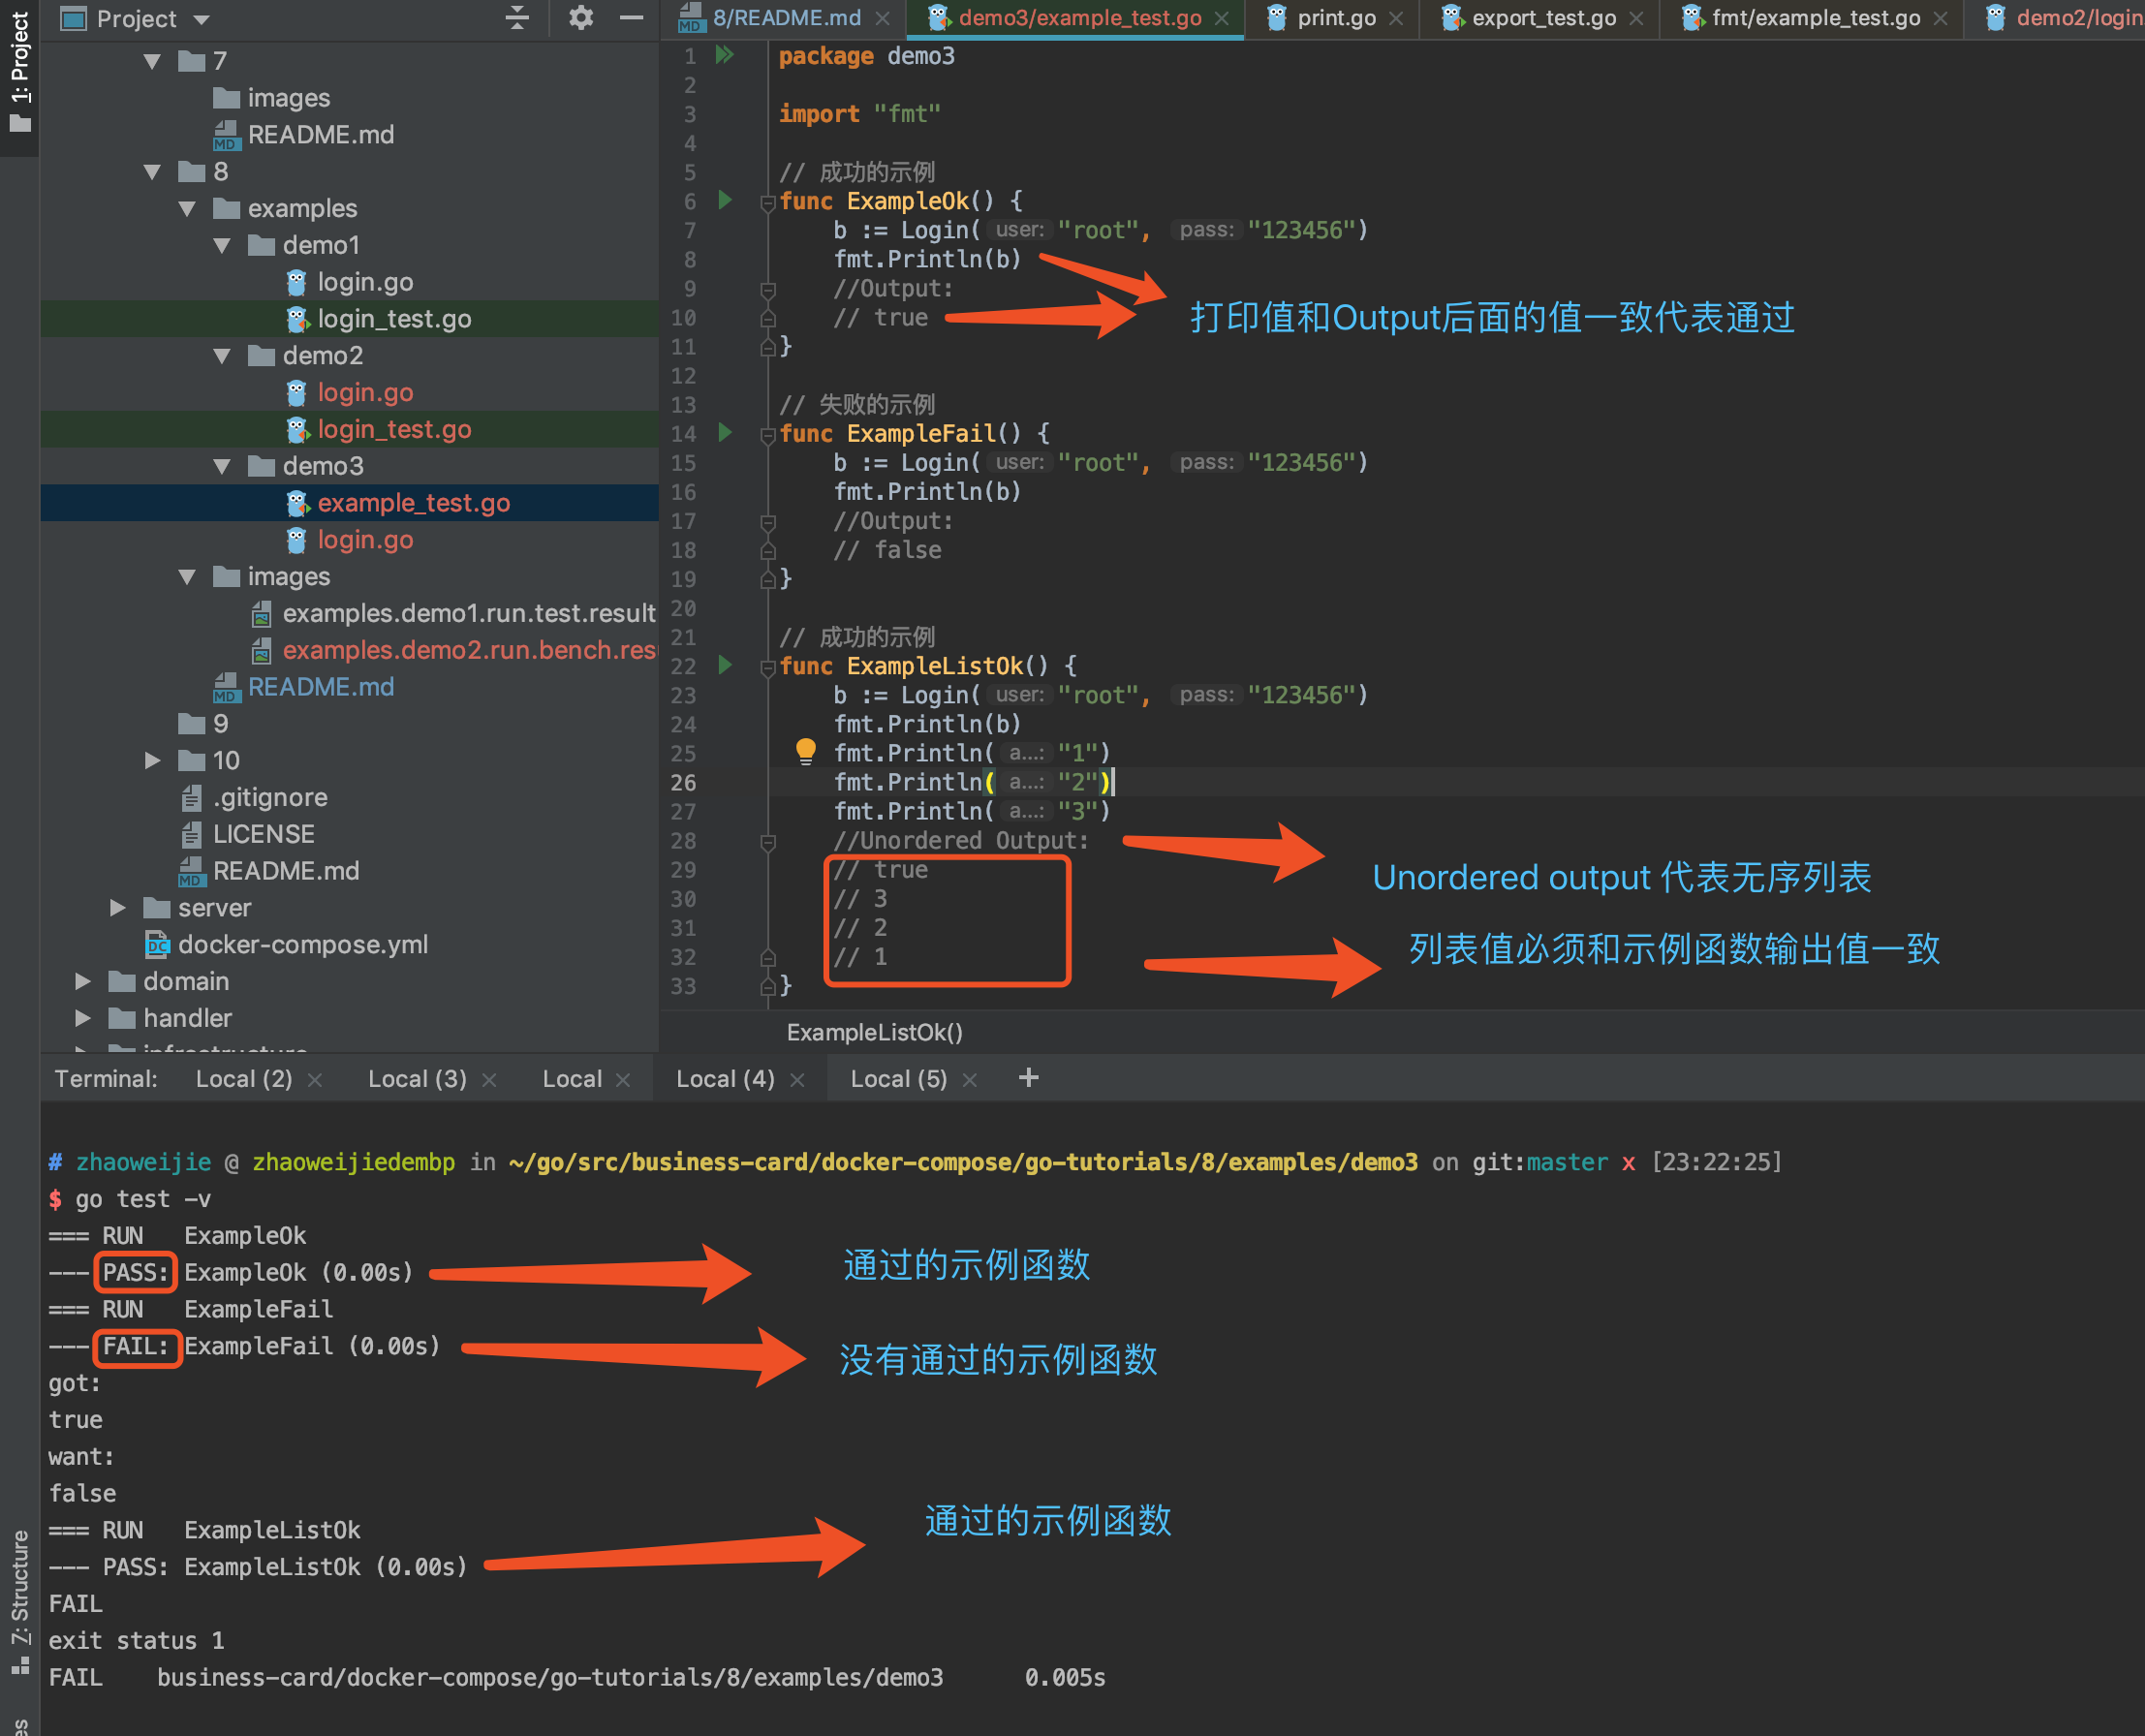 1: Project
Project
7
images
README.md
8
examples
demo1
login.go
login_test.go
demo2
login.go
login_test.go
demo3
example_test.go
login.go
images
examples.demo1.run.test.result
examples.demo2.run.bench.res
README.md
9
10
.gitignore
LICENSE
README.md
server
docker-compose.yml
domain
handler
infrastructure
8/README.md
demo3/example_test.go
print.go
export_test.go
fmt/example_test.go
demo2/login
1 package demo3
2
3 import "fmt"
4
5 // 成功的示例
6 func ExampleOk() {
7 b := Login( user: "root", pass: "123456")
8 fmt.Println(b)
9 //Output:
10 // true
11 }
12
13 // 失败的示例
14 func ExampleFail() {
15 b := Login( user: "root", pass: "123456")
16 fmt.Println(b)
17 //Output:
18 // false
19 }
20
21 // 成功的示例
22 func ExampleListOk() {
23 b := Login( user: "root", pass: "123456")
24 fmt.Println(b)
25 fmt.Println( a...: "1")
26 fmt.Println( a...: "2")
27 fmt.Println( a...: "3")
28 //Unordered Output:
29 // true
30 // 3
31 // 2
32 // 1
33 }
打印值和Output后面的值一致代表通过
Unordered output 代表无序列表
列表值必须和示例函数输出值一致
ExampleListOk()
Terminal: Local (2) Local (3) Local Local (4) Local (5) +
# zhaoweijie @ zhaoweijiedembp in ~/go/src/business-card/docker-compose/go-tutorials/8/examples/demo3 on git:master x [23:22:25]
$ go test -v
=== RUN ExampleOk
--- PASS: ExampleOk (0.00s)
通过的示例函数
=== RUN ExampleFail
--- FAIL: ExampleFail (0.00s)
没有通过的示例函数
got:
true
want:
false
=== RUN ExampleListOk
--- PASS: ExampleListOk (0.00s)
通过的示例函数
FAIL
exit status 1
FAIL business-card/docker-compose/go-tutorials/8/examples/demo3 0.005s
Z: Structure